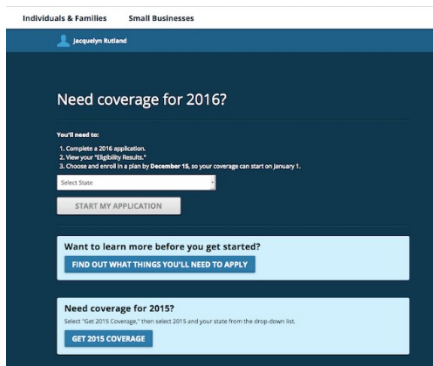 Individuals & Families Small Businesses
Jacquelyn Rutland
Need coverage for 2016?
You'll need to:
1. Complete a 2016 application.
2. View your "Eligibility Results."
3. Choose and enroll in a plan by December 15, so your coverage can start on January 1.
Select State
START MY APPLICATION
Want to learn more before you get started?
FIND OUT WHAT THINGS YOU'LL NEED TO APPLY
Need coverage for 2015?
Select "Get 2015 Coverage," then select 2015 and your state from the drop-down list.
GET 2015 COVERAGE